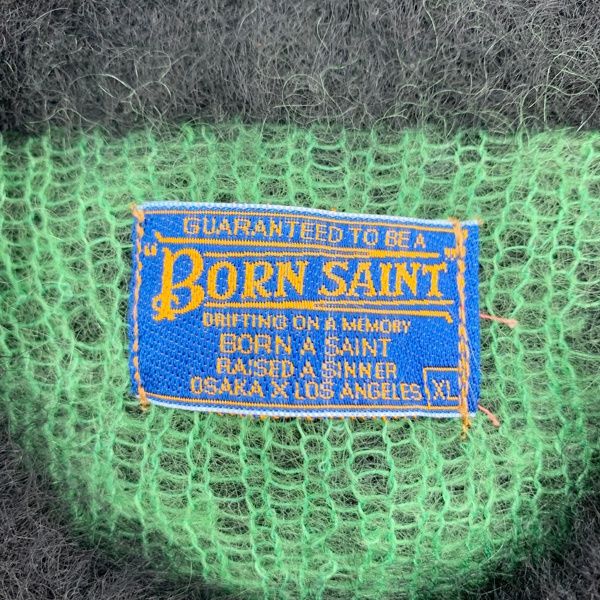 GUARANTEED TO BE A
"BORN SAINT"
DRIFTING ON A MEMORY
BORN A SAINT
RAISED A SINNER
OSAKA X LOS ANGELES
XL